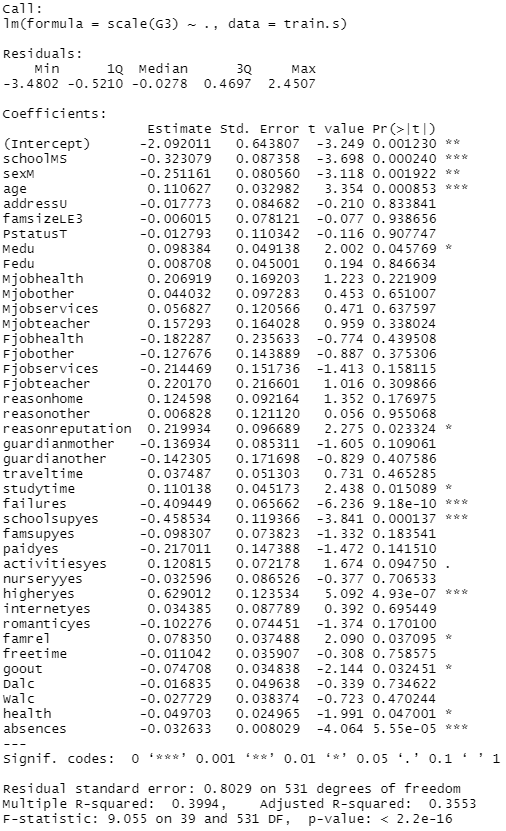 Call:
lm(formula = scale(G3) ~ ., data = train.s)
Residuals:
Min 1Q Median 3Q Max
-3.4802 -0.5210 -0.0278 0.4697 2.4507
Coefficients:
Estimate Std. Error t value Pr(>|t|)
(Intercept) -2.092011 0.643807 -3.249 0.001230 **
schoolMS -0.323079 0.087358 -3.698 0.000240 ***
sexM -0.251161 0.080560 -3.118 0.001922 **
age 0.110627 0.032982 3.354 0.000853 ***
addressU -0.017773 0.084682 -0.210 0.833841
famsizeLE3 -0.006015 0.078121 -0.077 0.938656
PstatusT -0.012793 0.110342 -0.116 0.907747
Medu 0.098384 0.049138 2.002 0.045769 *
Fedu 0.008708 0.045001 0.194 0.846634
Mjobhealth 0.206919 0.169203 1.223 0.221909
Mjobother 0.044032 0.097283 0.453 0.651007
Mjobservices 0.056827 0.120566 0.471 0.637597
Mjobteacher 0.157293 0.164028 0.959 0.338024
Fjobhealth -0.182287 0.235633 -0.774 0.439508
Fjobother -0.127676 0.143889 -0.887 0.375306
Fjobservices -0.214469 0.151736 -1.413 0.158115
Fjobteacher 0.220170 0.216601 1.016 0.309866
reasonhome 0.124598 0.092164 1.352 0.176975
reasonother 0.006828 0.121120 0.056 0.955068
reasonreputation 0.219934 0.096689 2.275 0.023324 *
guardianmother -0.136934 0.085311 -1.605 0.109061
guardianother -0.142305 0.171698 -0.829 0.407586
traveltime 0.037487 0.051303 0.731 0.465285
studytime 0.110138 0.045173 2.438 0.015089 *
failures -0.409449 0.065662 -6.236 9.18e-10 ***
schoolsupyes -0.458534 0.119366 -3.841 0.000137 ***
famsupyes -0.098307 0.073823 -1.332 0.183541
paidyes -0.217011 0.147388 -1.472 0.141510
activitiesyes 0.120815 0.072178 1.674 0.094750 .
nurseryyes -0.032596 0.086526 -0.377 0.706533
higheryes 0.629012 0.123534 5.092 4.93e-07 ***
internetyes 0.034385 0.087789 0.392 0.695449
romanticyes -0.102276 0.074451 -1.374 0.170100
famrel 0.078350 0.037488 2.090 0.037095 *
freetime -0.011042 0.035907 -0.308 0.758575
goout -0.074708 0.034838 -2.144 0.032451 *
Dalc -0.016835 0.049638 -0.339 0.734622
Walc -0.027729 0.038374 -0.723 0.470244
health -0.049703 0.024965 -1.991 0.047001 *
absences -0.032633 0.008029 -4.064 5.55e-05 ***
---
Signif. codes: 0 ‘***’ 0.001 ‘**’ 0.01 ‘*’ 0.05 ‘.’ 0.1 ‘ ’ 1
Residual standard error: 0.8029 on 531 degrees of freedom
Multiple R-squared: 0.3994, Adjusted R-squared: 0.3553
F-statistic: 9.055 on 39 and 531 DF, p-value: < 2.2e-16